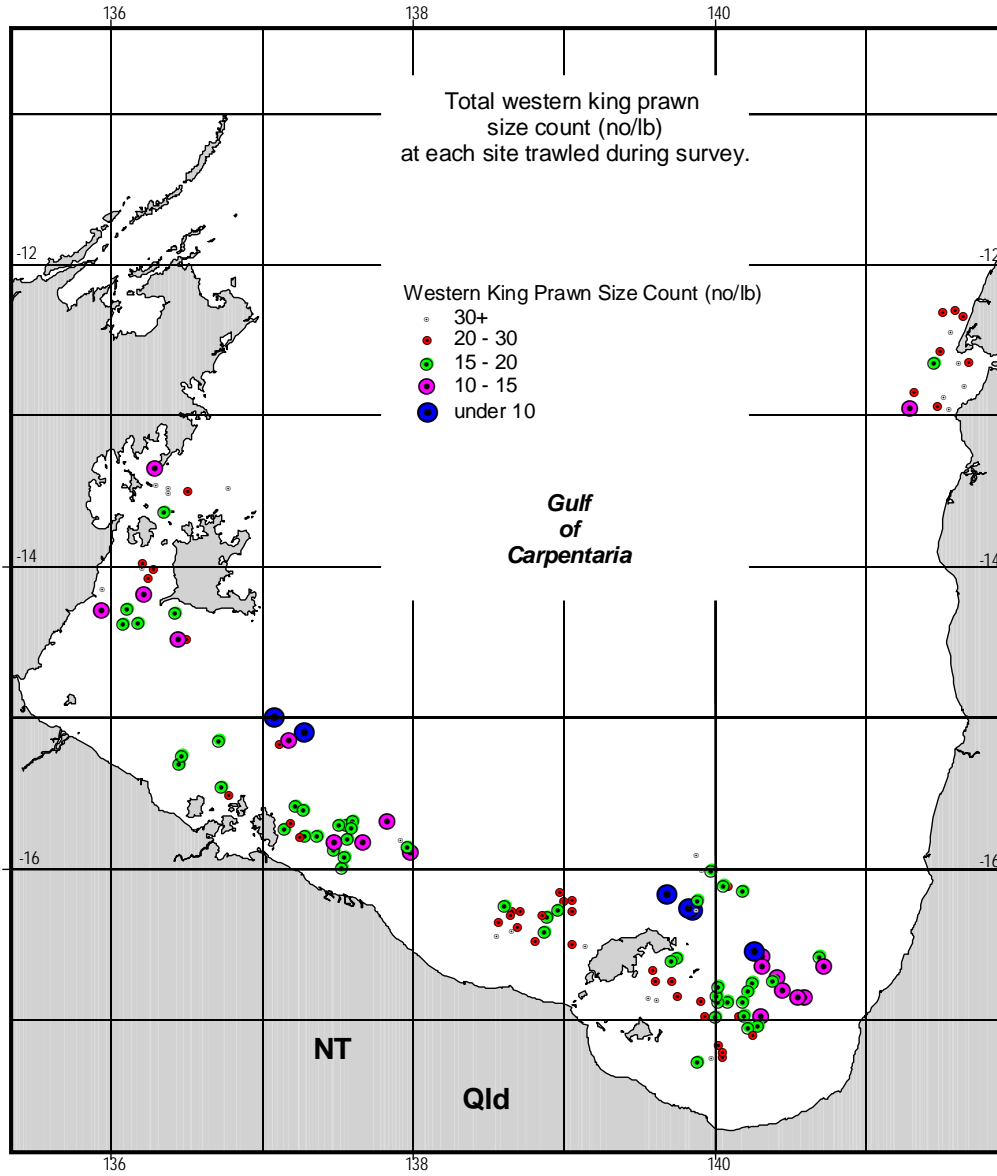 136 138 140
Total western king prawn
size count (no/lb)
at each site trawled during survey.
-12 -12
Western King Prawn Size Count (no/lb)
30+
20 - 30
15 - 20
10 - 15
under 10
Gulf
of
Carpentaria
-14 -14
-16 -16
NT
Qld
136 138 140